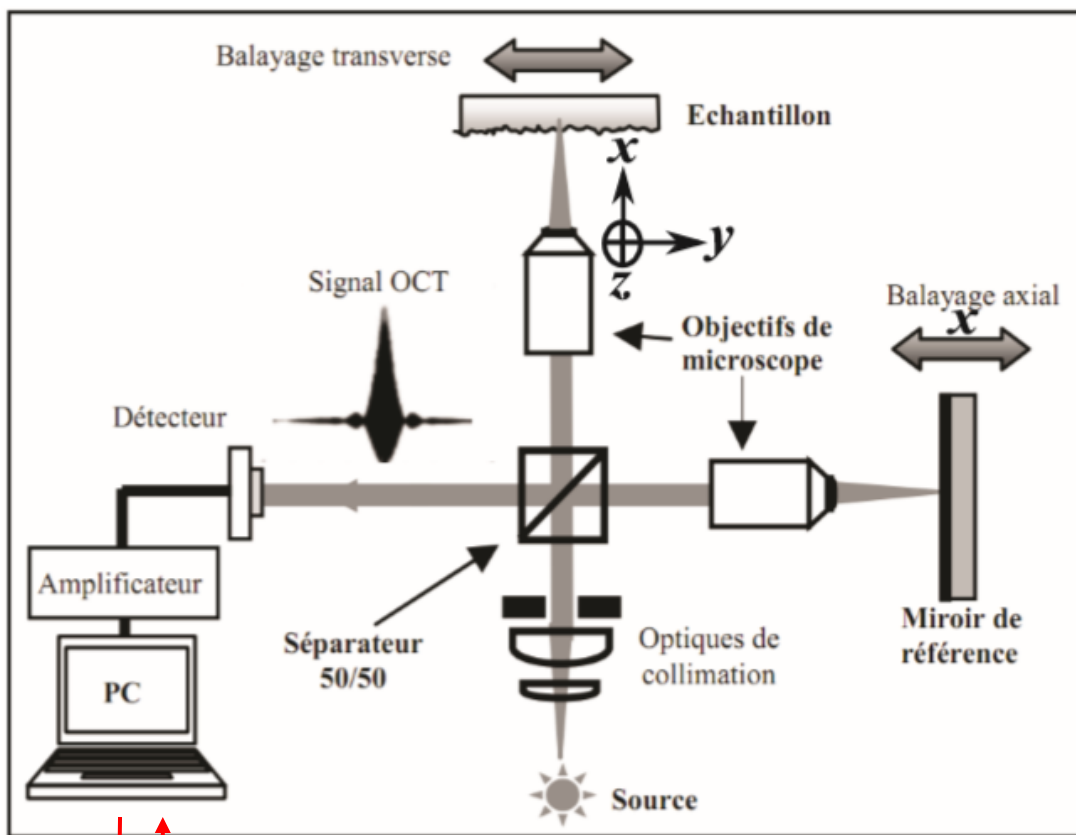 Balayage transverse
Echantillon
x
y
z
Signal OCT
Balayage axial
x
Objectifs de
microscope
Détecteur
Amplificateur
Séparateur
50/50
Optiques de
collimation
Miroir de
référence
PC
Source